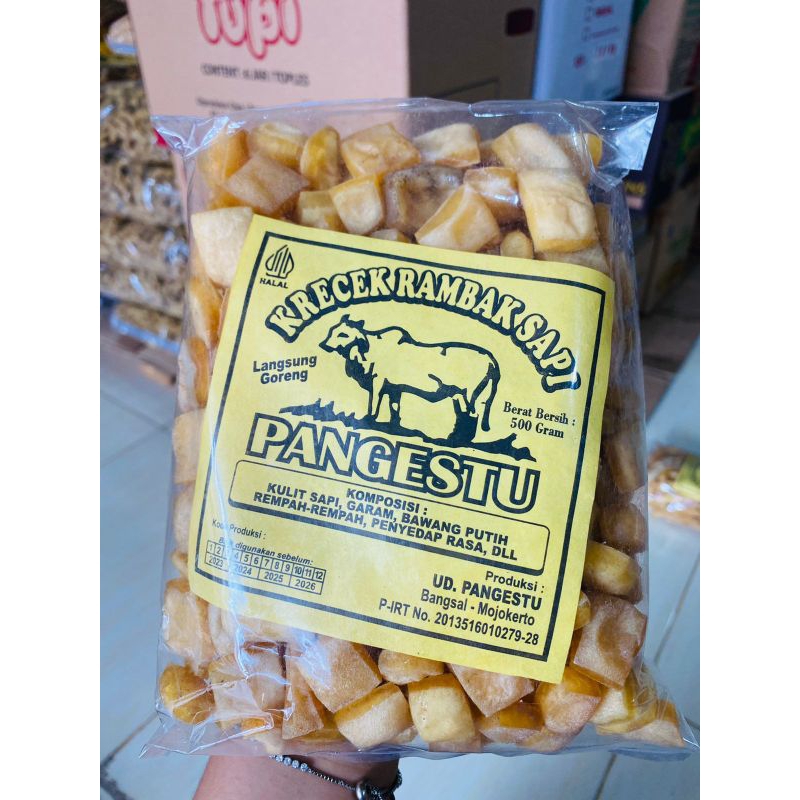 Tupi
CONTENT
TOPLES
HALAL
KRECEK RAMBAK SAPI
Langsung
Goreng
Berat Bersih :
500 Gram
PANGESTU
KOMPOSISI :
KULIT SAPI, GARAM, BAWANG PUTIH
REMPAH-REMPAH, PENYEDAP RASA, DLL
Kode Produksi :
Baik digunakan sebelum:
1 2 3 4 5 6 7 8 9 10 11 12
2023 2024 2025 2026
Produksi :
UD. PANGESTU
Bangsal - Mojokerto
P-IRT No. 2013516010279-28